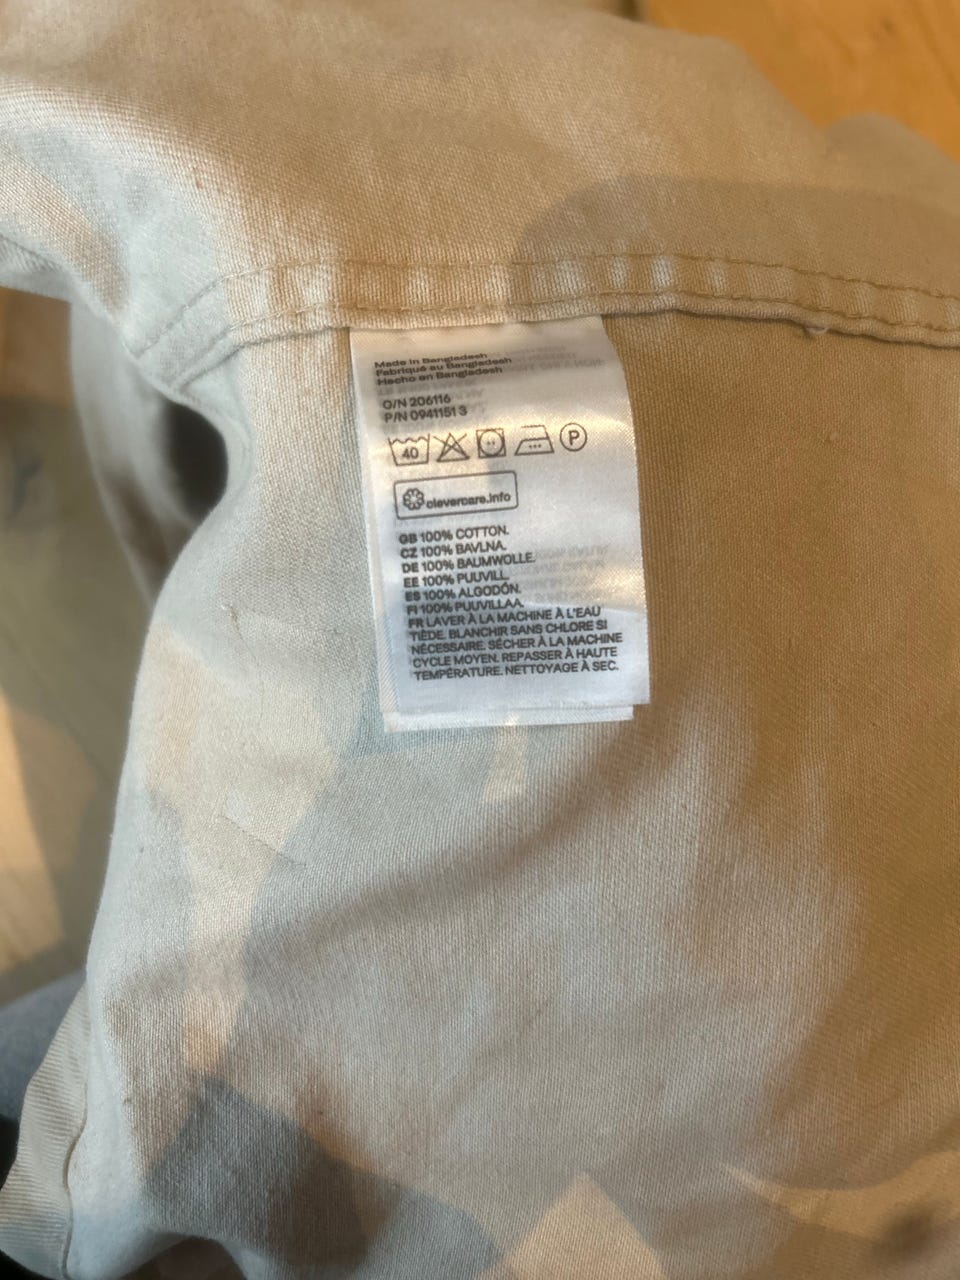 Made in Bangladesh
Fabriqué au Bangladesh
Hecho en Bangladesh
O/N 206116
P/N 0941151 3
40
P
clevercare.info
GB 100% COTTON.
CZ 100% BAVLNA.
DE 100% BAUMWOLLE.
EE 100% PUUVILL.
ES 100% ALGODÓN.
FI 100% PUUVILLAA.
FR LAVER À LA MACHINE À L'EAU
TIÈDE. BLANCHIR SANS CHLORE SI
NÉCESSAIRE. SÉCHER À LA MACHINE
CYCLE MOYEN. REPASSER À HAUTE
TEMPÉRATURE. NETTOYAGE À SEC.